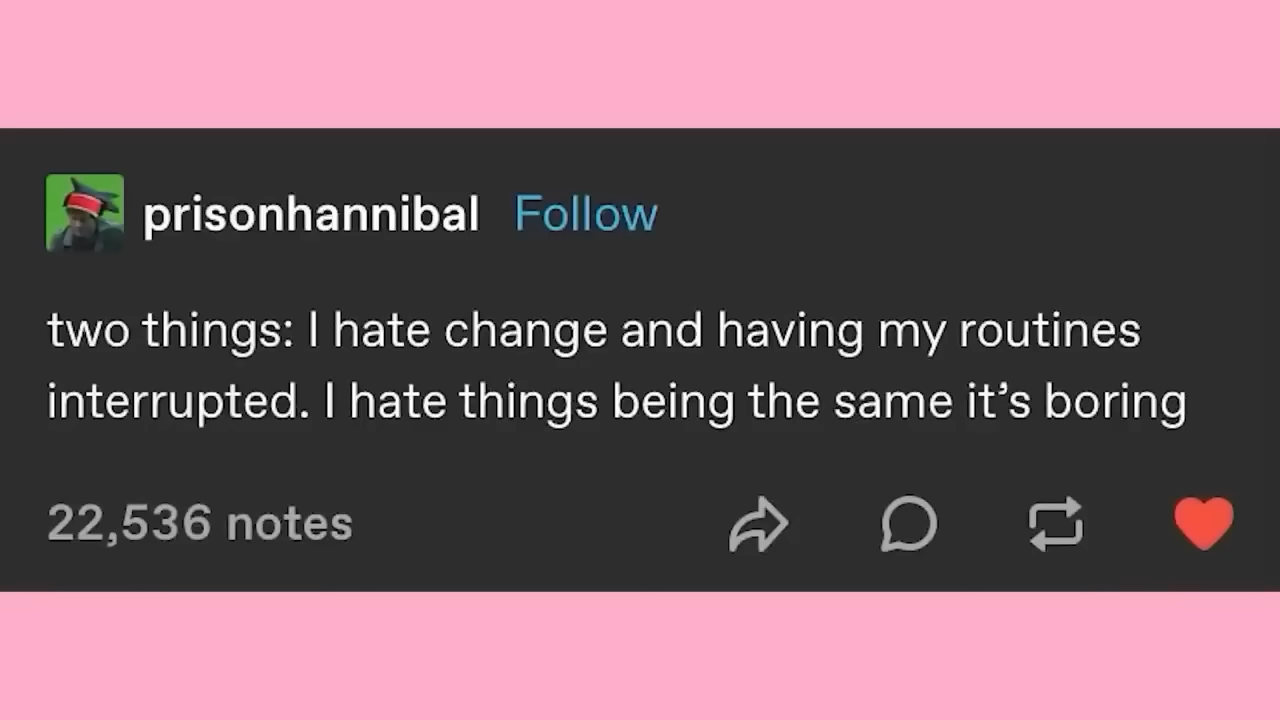 prisonhannibal Follow
two things: I hate change and having my routines
interrupted. I hate things being the same it’s boring
22,536 notes